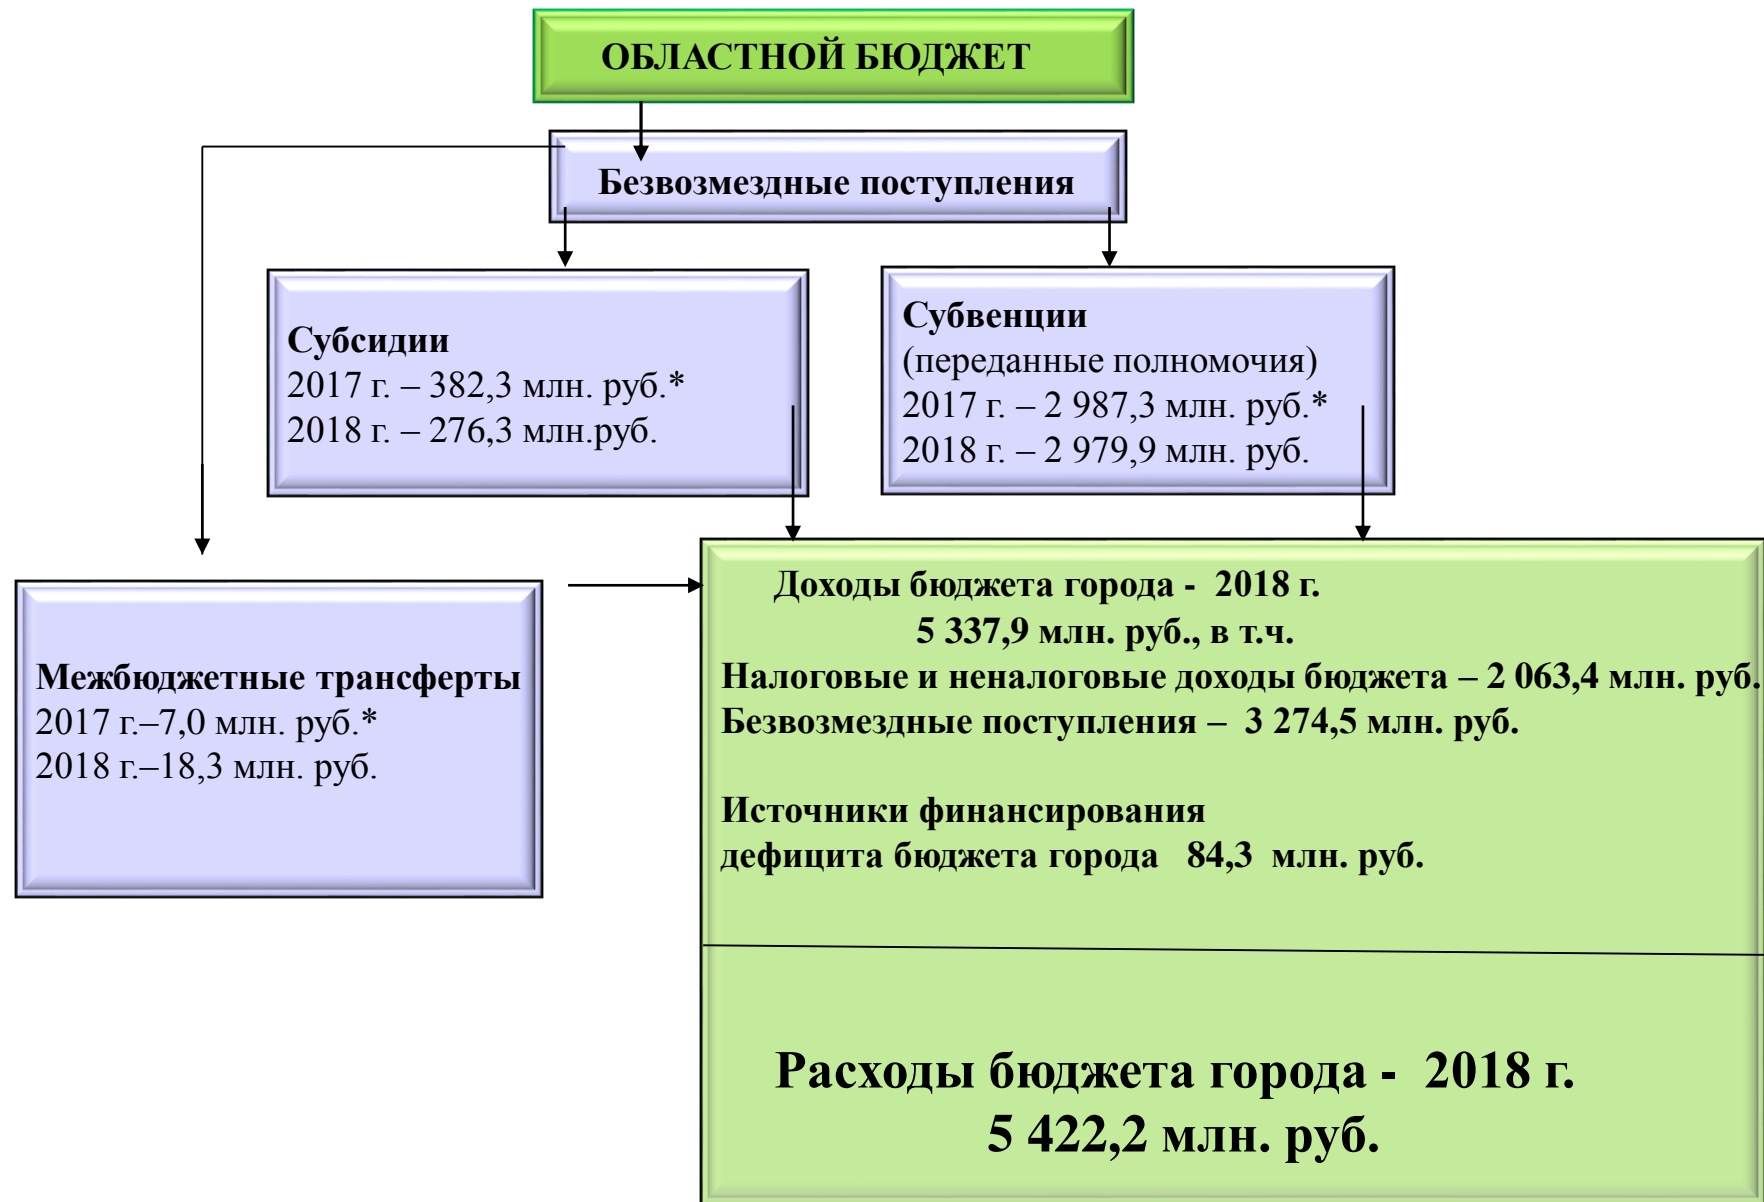 ОБЛАСТНОЙ БЮДЖЕТ
Безвозмездные поступления
Субсидии
2017 г. – 382,3 млн. руб.*
2018 г. – 276,3 млн.руб.
Субвенции
(переданные полномочия)
2017 г. – 2 987,3 млн. руб.*
2018 г. – 2 979,9 млн. руб.
Межбюджетные трансферты
2017 г.–7,0 млн. руб.*
2018 г.–18,3 млн. руб.
Доходы бюджета города - 2018 г.
5 337,9 млн. руб., в т.ч.
Налоговые и неналоговые доходы бюджета – 2 063,4 млн. руб.
Безвозмездные поступления – 3 274,5 млн. руб.
Источники финансирования
дефицита бюджета города 84,3 млн. руб.
Расходы бюджета города - 2018 г.
5 422,2 млн. руб.